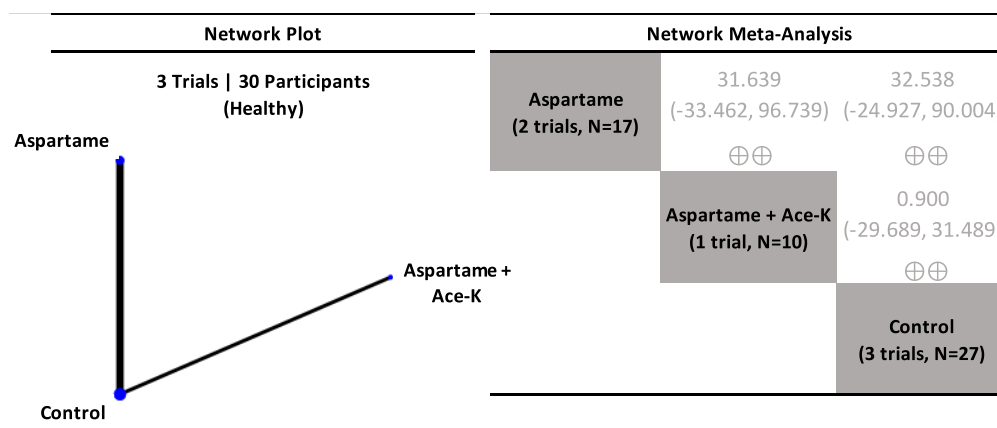 Network Plot
3 Trials | 30 Participants
(Healthy)
Aspartame
Aspartame +
Ace-K
Control
Network Meta-Analysis
Aspartame
(2 trials, N=17)
31.639
(-33.462, 96.739)
⊕⊕
32.538
(-24.927, 90.004
⊕⊕
Aspartame + Ace-K
(1 trial, N=10)
0.900
(-29.689, 31.489
⊕⊕
Control
(3 trials, N=27)